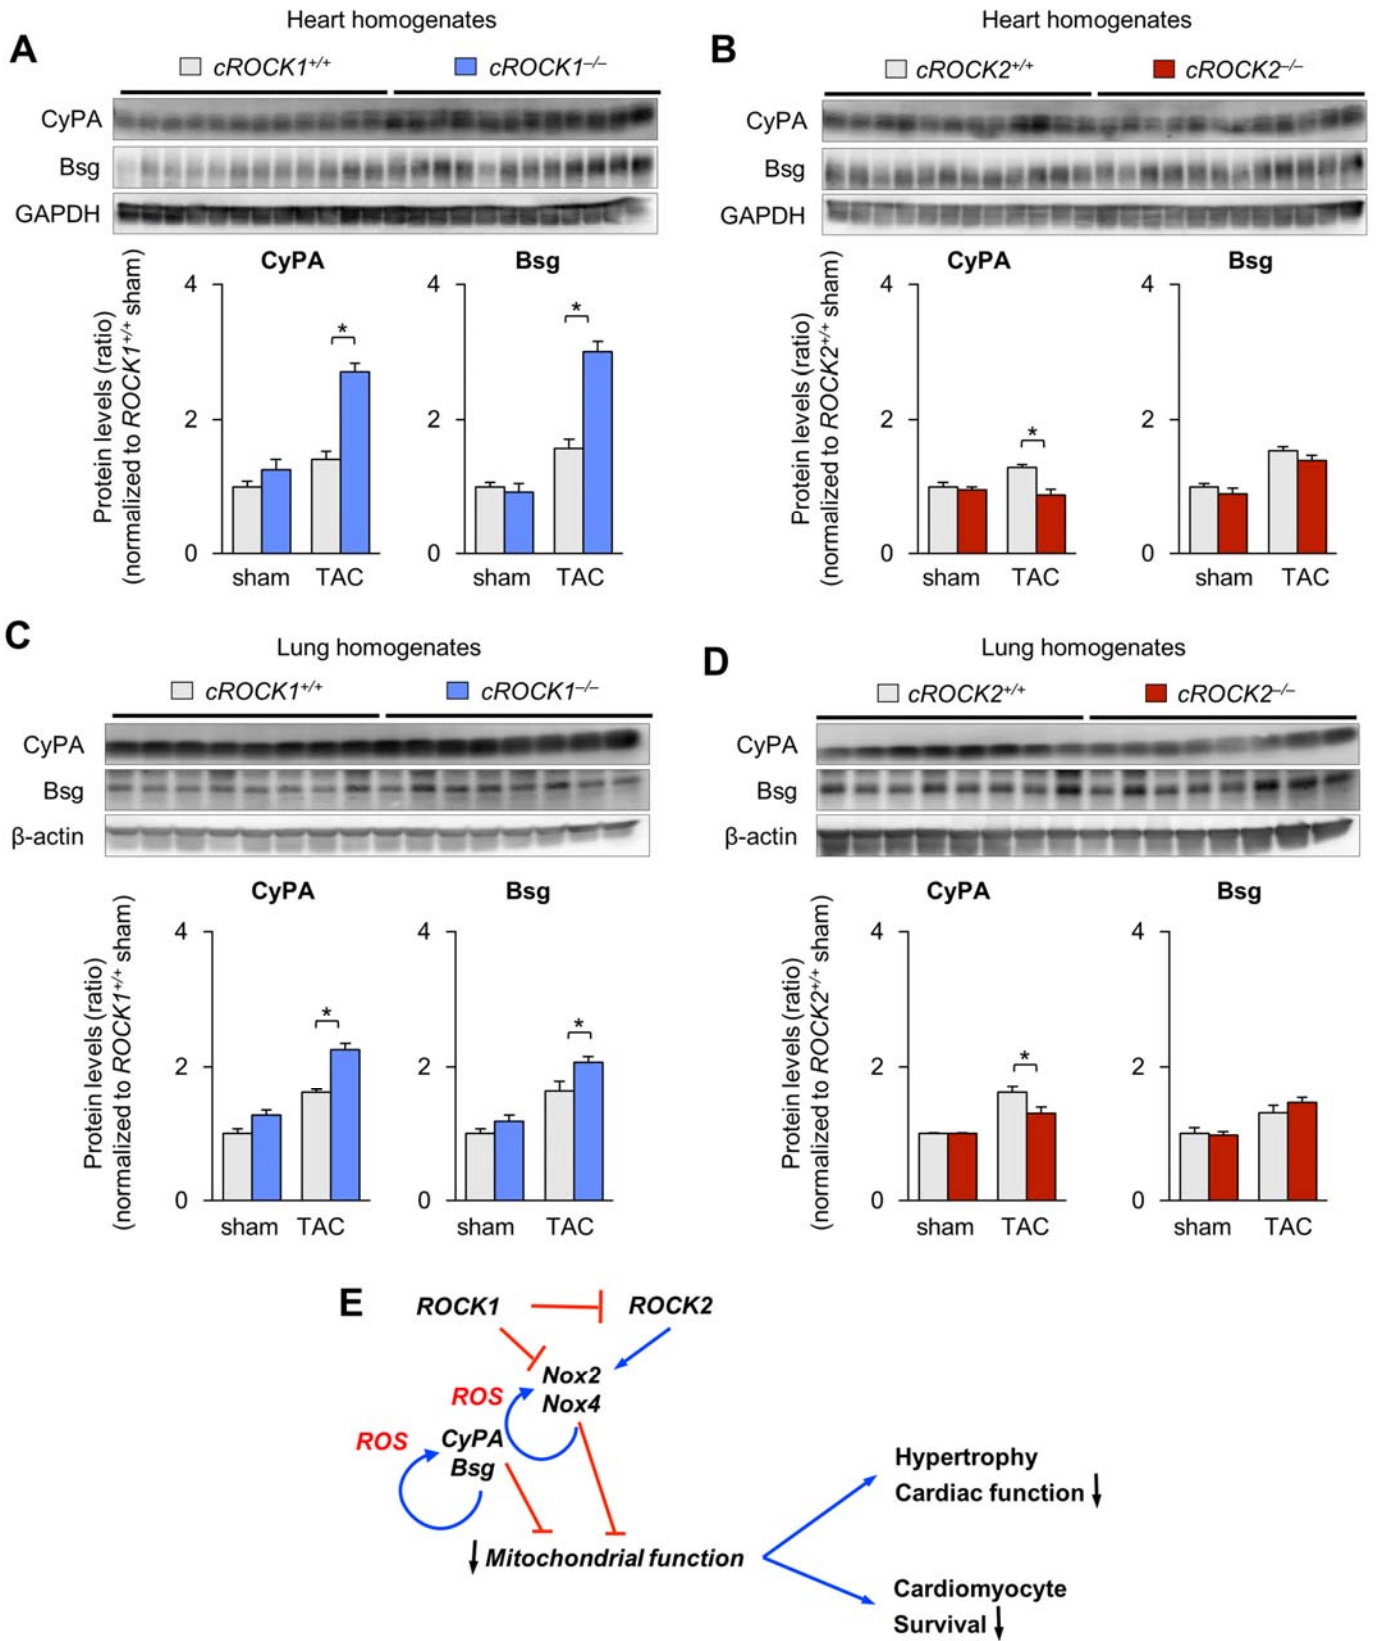 A
Heart homogenates
cROCK1+/+
cROCK1–/–
CyPA
Bsg
GAPDH
Protein levels (ratio)
(normalized to ROCK1+/+ sham)
CyPA
4
2
0
*
sham
TAC
Bsg
4
2
0
*
sham
TAC
B
Heart homogenates
cROCK2+/+
cROCK2–/–
CyPA
Bsg
GAPDH
Protein levels (ratio)
(normalized to ROCK2+/+ sham)
CyPA
4
2
0
*
sham
TAC
Bsg
4
2
0
sham
TAC
C
Lung homogenates
cROCK1+/+
cROCK1–/–
CyPA
Bsg
β-actin
Protein levels (ratio)
(normalized to ROCK1+/+ sham)
CyPA
4
2
0
*
sham
TAC
Bsg
4
2
0
*
sham
TAC
D
Lung homogenates
cROCK2+/+
cROCK2–/–
CyPA
Bsg
β-actin
Protein levels (ratio)
(normalized to ROCK2+/+ sham)
CyPA
4
2
0
*
sham
TAC
Bsg
4
2
0
sham
TAC
E
ROCK1
ROCK2
Nox2
Nox4
ROS
ROS
CyPA
Bsg
Mitochondrial function
Hypertrophy
Cardiac function
Cardiomyocyte
Survival